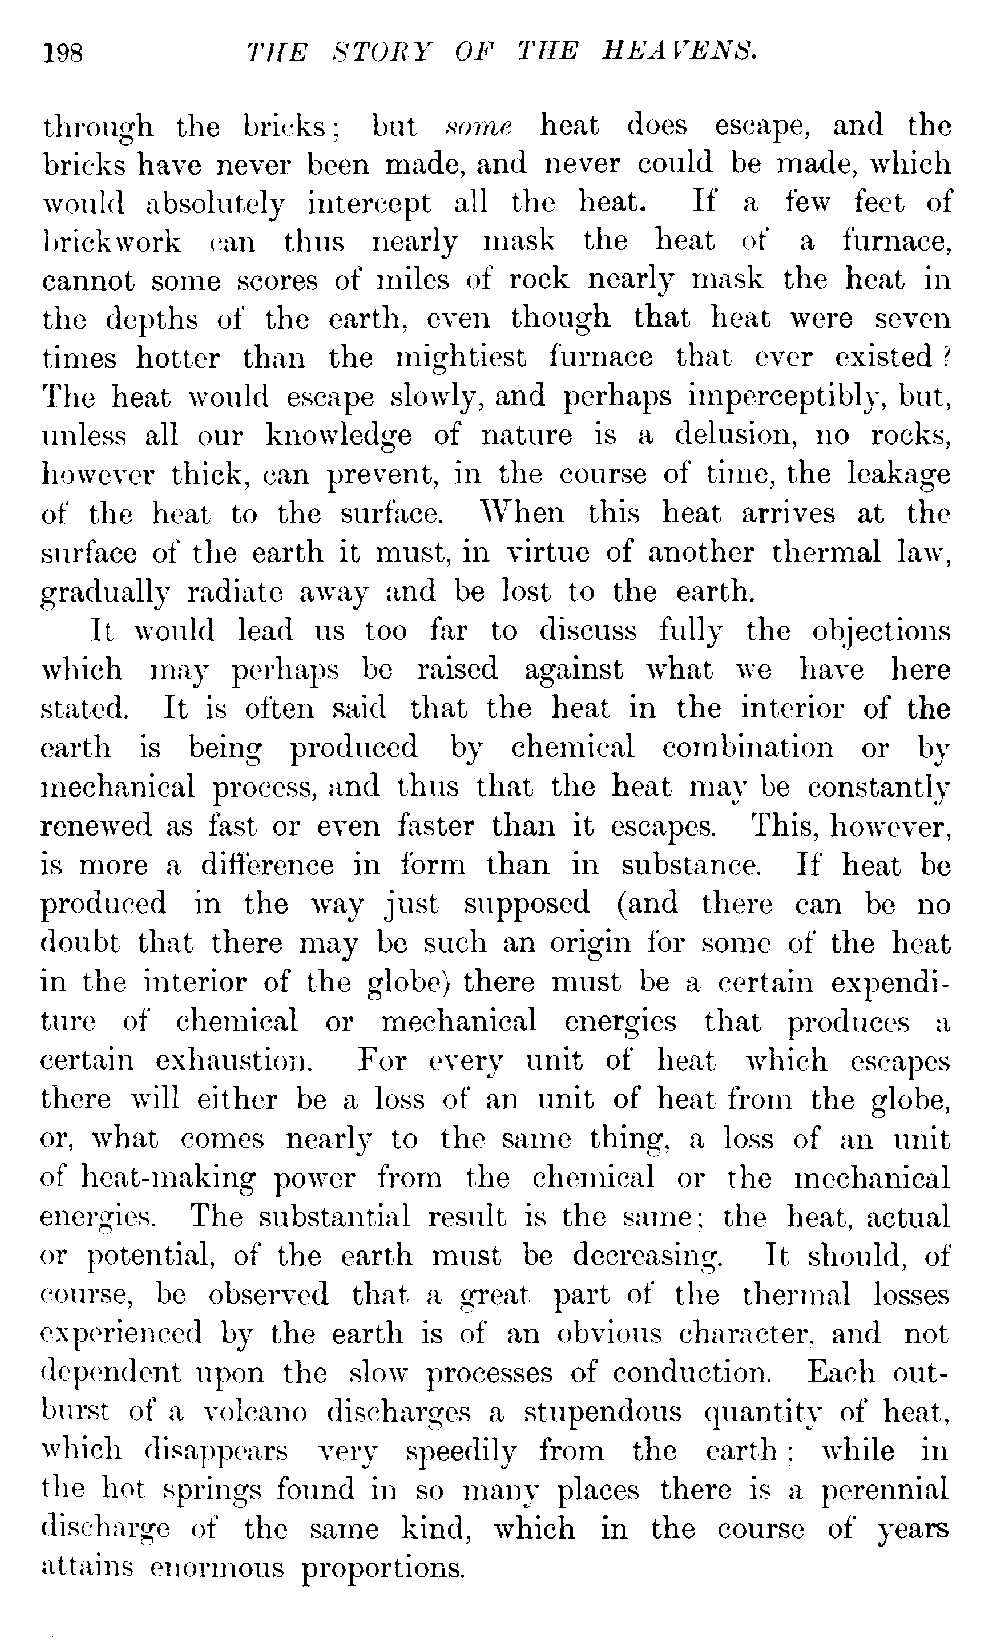 198 THE STORY OF THE HEAVENS.
through the bricks; but some heat does escape, and the
bricks have never been made, and never could be made, which
would absolutely intercept all the heat. If a few feet of
brickwork can thus nearly mask the heat of a furnace,
cannot some scores of miles of rock nearly mask the heat in
the depths of the earth, even though that heat were seven
times hotter than the mightiest furnace that ever existed?
The heat would escape slowly, and perhaps imperceptibly, but,
unless all our knowledge of nature is a delusion, no rocks,
however thick, can prevent, in the course of time, the leakage
of the heat to the surface. When this heat arrives at the
surface of the earth it must, in virtue of another thermal law,
gradually radiate away and be lost to the earth.
It would lead us too far to discuss fully the objections
which may perhaps be raised against what we have here
stated. It is often said that the heat in the interior of the
earth is being produced by chemical combination or by
mechanical process, and thus that the heat may be constantly
renewed as fast or even faster than it escapes. This, however,
is more a difference in form than in substance. If heat be
produced in the way just supposed (and there can be no
doubt that there may be such an origin for some of the heat
in the interior of the globe) there must be a certain expendi-
ture of chemical or mechanical energies that produces a
certain exhaustion. For every unit of heat which escapes
there will either be a loss of an unit of heat from the globe,
or, what comes nearly to the same thing, a loss of an unit
of heat-making power from the chemical or the mechanical
energies. The substantial result is the same; the heat, actual
or potential, of the earth must be decreasing. It should, of
course, be observed that a great part of the thermal losses
experienced by the earth is of an obvious character, and not
dependent upon the slow processes of conduction. Each out-
burst of a volcano discharges a stupendous quantity of heat,
which disappears very speedily from the earth; while in
the hot springs found in so many places there is a perennial
discharge of the same kind, which in the course of years
attains enormous proportions.